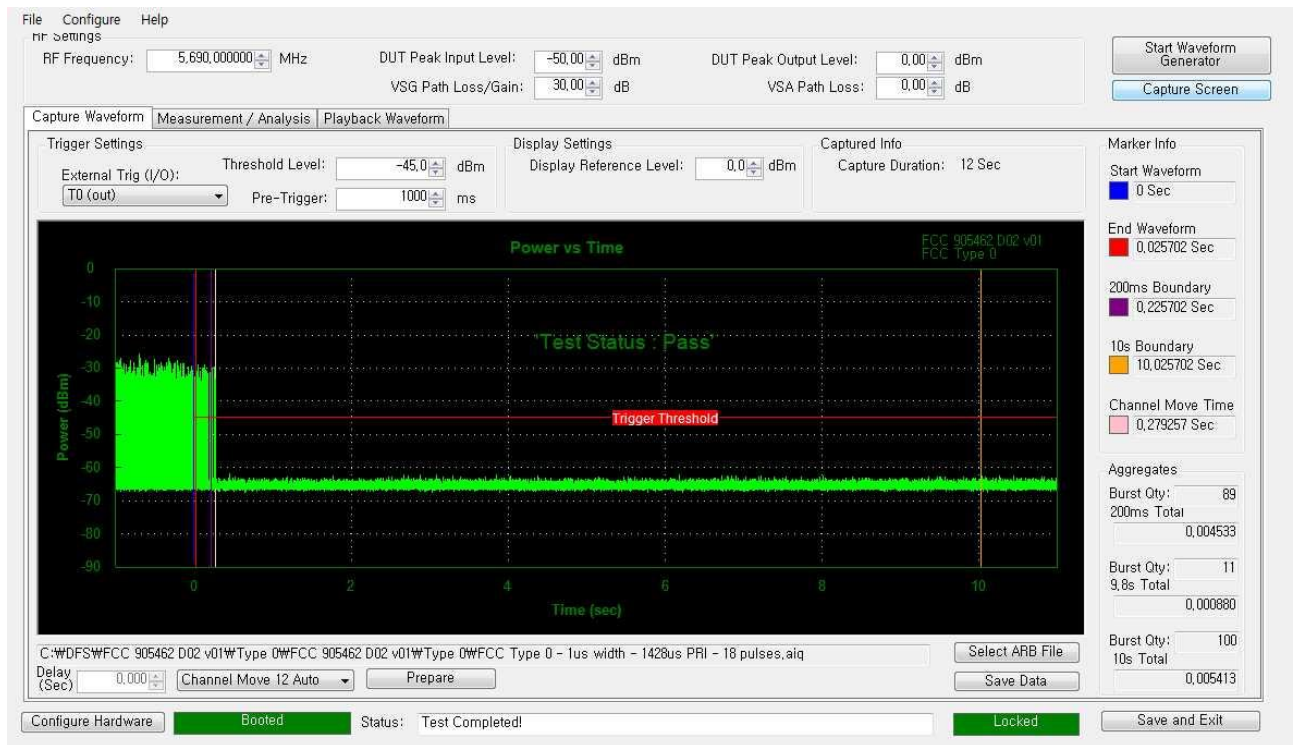 File Configure Help
RF Settings
RF Frequency: 5,690,000000 MHz DUT Peak Input Level: -50,00 dBm DUT Peak Output Level: 0,00 dBm
VSG Path Loss/Gain: 30,00 dB VSA Path Loss: 0,00 dB
Start Waveform
Generator
Capture Screen
Capture Waveform Measurement / Analysis Playback Waveform
Trigger Settings
External Trig (I/O):
T0 (out)
Threshold Level: -45,0 dBm
Pre-Trigger: 1000 ms
Display Settings
Display Reference Level: 0,0 dBm
Captured Info
Capture Duration: 12 Sec
Power vs Time
FCC 905462 D02 v01
FCC Type 0
'Test Status : Pass'
Trigger Threshold
Power (dBm)
0
-10
-20
-30
-40
-50
-60
-70
-80
-90
0 2 4 6 8 10
Time (sec)
Marker Info
Start Waveform
0 Sec
End Waveform
0,025702 Sec
200ms Boundary
0,225702 Sec
10s Boundary
10,025702 Sec
Channel Move Time
0,279257 Sec
Aggregates
Burst Qty: 89
200ms Total
0,004533
Burst Qty: 11
9,8s Total
0,000880
Burst Qty: 100
10s Total
0,005413
C:₩DFS₩FCC 905462 D02 v01₩Type 0₩FCC 905462 D02 v01₩Type 0₩FCC Type 0 - 1us width - 1428us PRI - 18 pulses,aiq
Select ARB File
Delay
(Sec) 0,000 Channel Move 12 Auto Prepare Save Data
Configure Hardware Booted Status: Test Completed! Locked Save and Exit